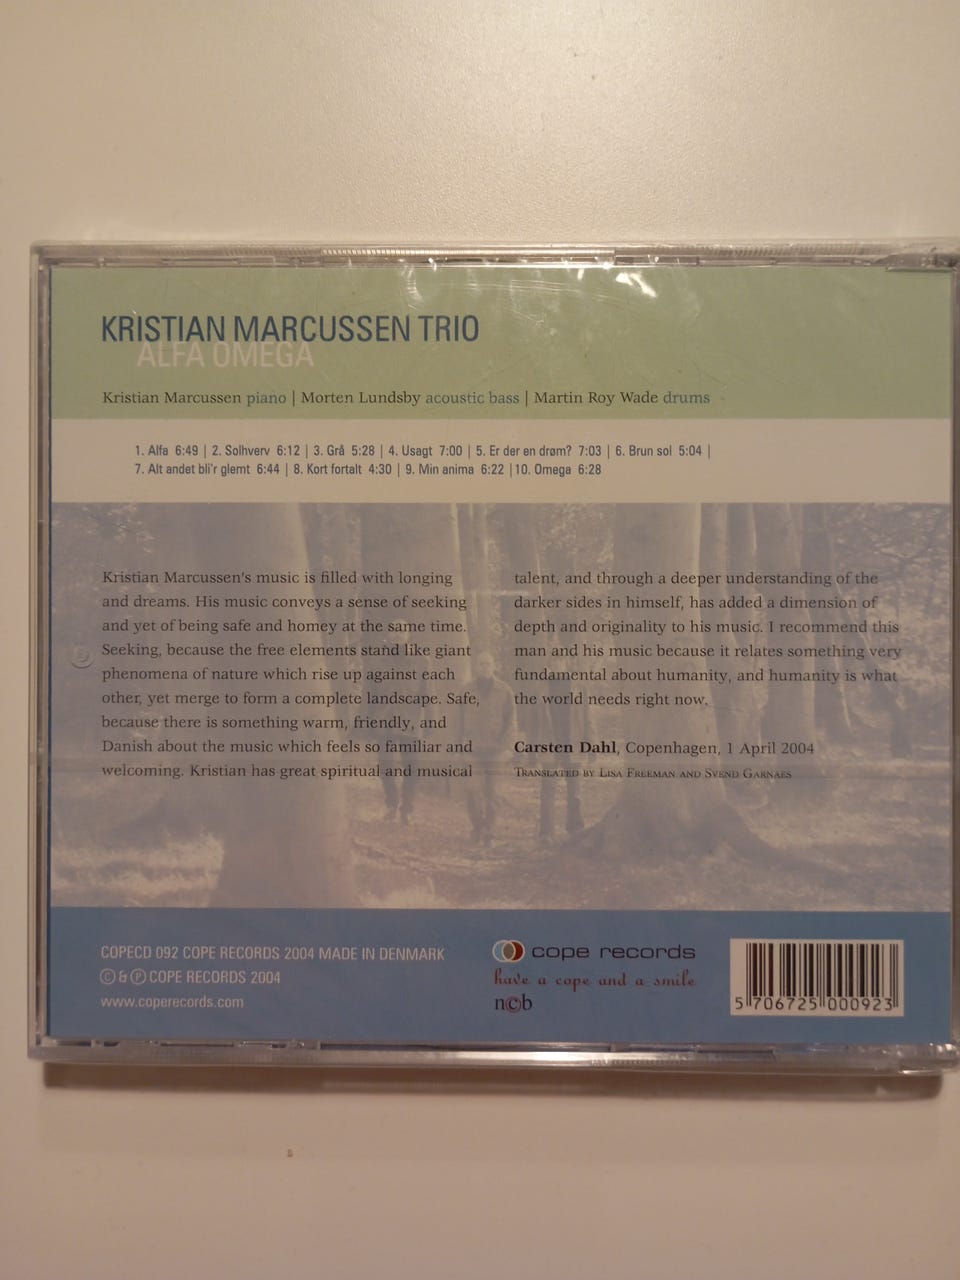 KRISTIAN MARCUSSEN TRIO
ALFA OMEGA
Kristian Marcussen piano | Morten Lundsby acoustic bass | Martin Roy Wade drums
1. Alfa 6:49 | 2. Solhverv 6:12 | 3. Grå 5:28 | 4. Usagt 7:00 | 5. Er der en drøm? 7:03 | 6. Brun sol 5:04 |
7. Alt andet bli'r glemt 6:44 | 8. Kort fortalt 4:30 | 9. Min anima 6:22 | 10. Omega 6:28
Kristian Marcussen's music is filled with longing
and dreams. His music conveys a sense of seeking
and yet of being safe and homey at the same time.
Seeking, because the free elements stand like giant
phenomena of nature which rise up against each
other, yet merge to form a complete landscape. Safe,
because there is something warm, friendly, and
Danish about the music which feels so familiar and
welcoming. Kristian has great spiritual and musical
talent, and through a deeper understanding of the
darker sides in himself, has added a dimension of
depth and originality to his music. I recommend this
man and his music because it relates something very
fundamental about humanity, and humanity is what
the world needs right now.
Carsten Dahl, Copenhagen, 1 April 2004
Translated by Lisa Freeman and Svend Garnaes
COPECD 092 COPE RECORDS 2004 MADE IN DENMARK
© & ℗ COPE RECORDS 2004
www.coperecords.com
cope records
have a cope and a smile
n©b
5 706725 000923